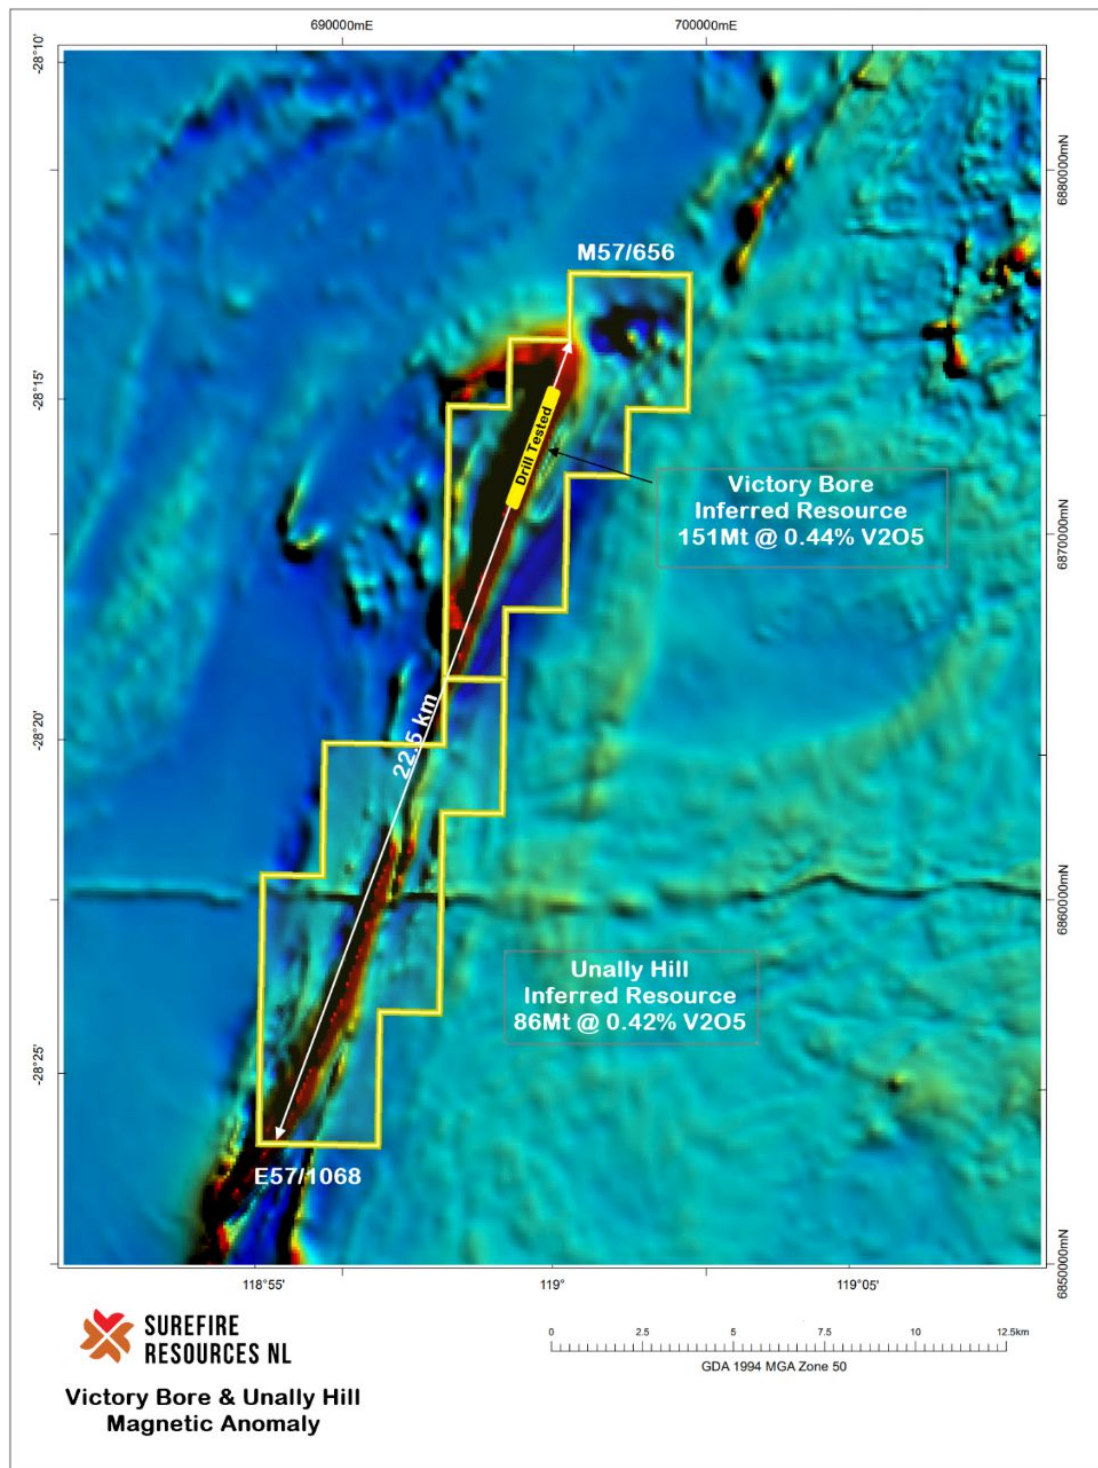 690000mE
700000mE
-28°10'
6880000mN
M57/656
-28°15'
Drill Tested
Victory Bore
Inferred Resource
151Mt @ 0.44% V2O5
6870000mN
22.5 km
-28°20'
6860000mN
Unally Hill
Inferred Resource
86Mt @ 0.42% V2O5
-28°25'
E57/1068
6850000mN
118°55'
119°
119°05'
SUREFIRE
RESOURCES NL
0 2.5 5 7.5 10 12.5km
GDA 1994 MGA Zone 50
Victory Bore & Unally Hill
Magnetic Anomaly